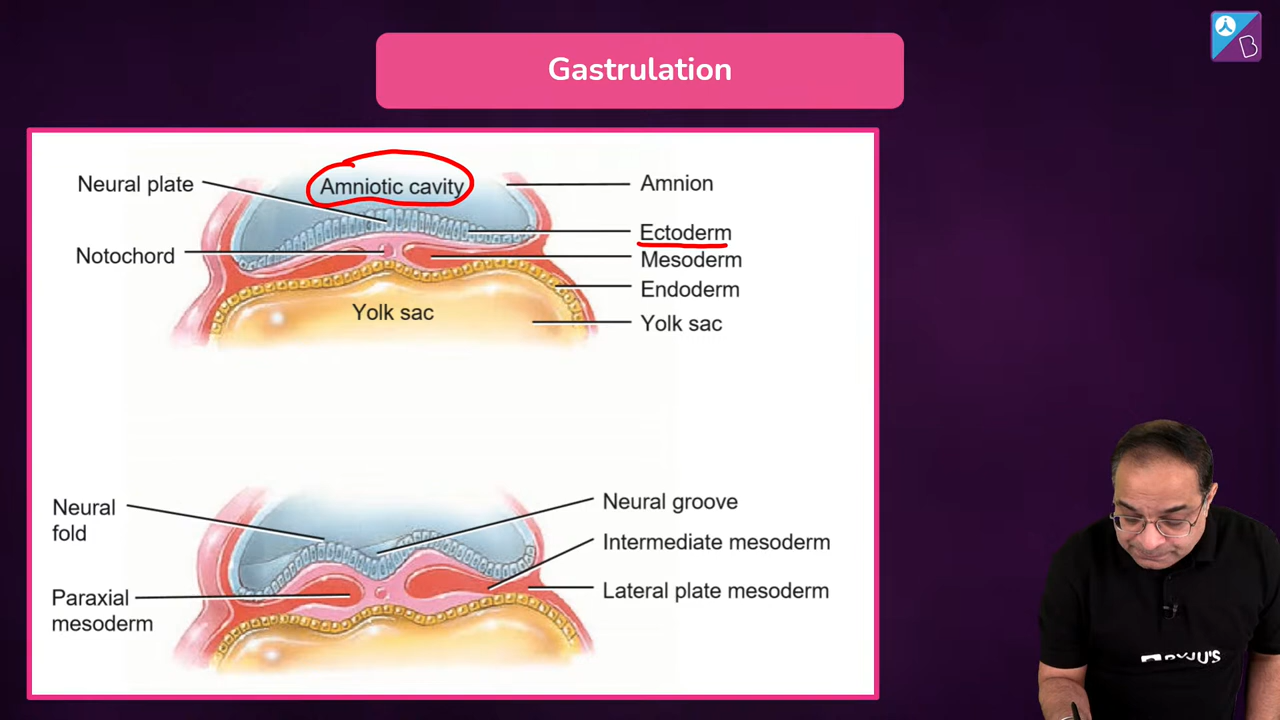 Gastrulation
Neural plate
Amniotic cavity
Amnion
Ectoderm
Notochord
Mesoderm
Endoderm
Yolk sac
Yolk sac
Neural
fold
Neural groove
Intermediate mesoderm
Paraxial
mesoderm
Lateral plate mesoderm
BYJU'S
B